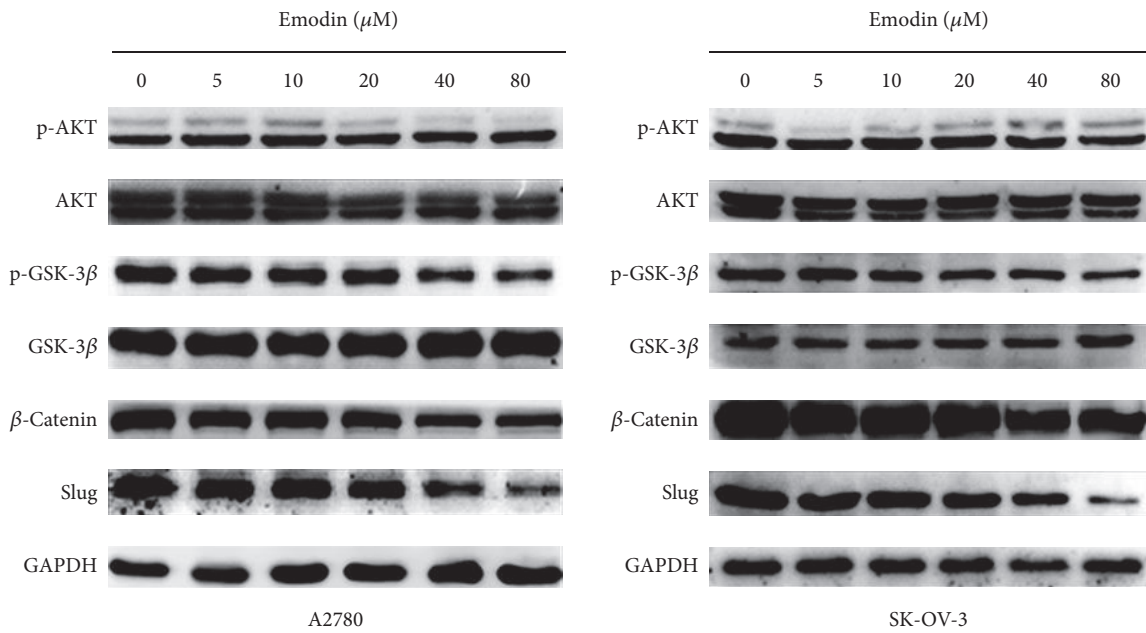 Emodin (μM)
0 5 10 20 40 80
p-AKT
AKT
p-GSK-3β
GSK-3β
β-Catenin
Slug
GAPDH
A2780
Emodin (μM)
0 5 10 20 40 80
p-AKT
AKT
p-GSK-3β
GSK-3β
β-Catenin
Slug
GAPDH
SK-OV-3